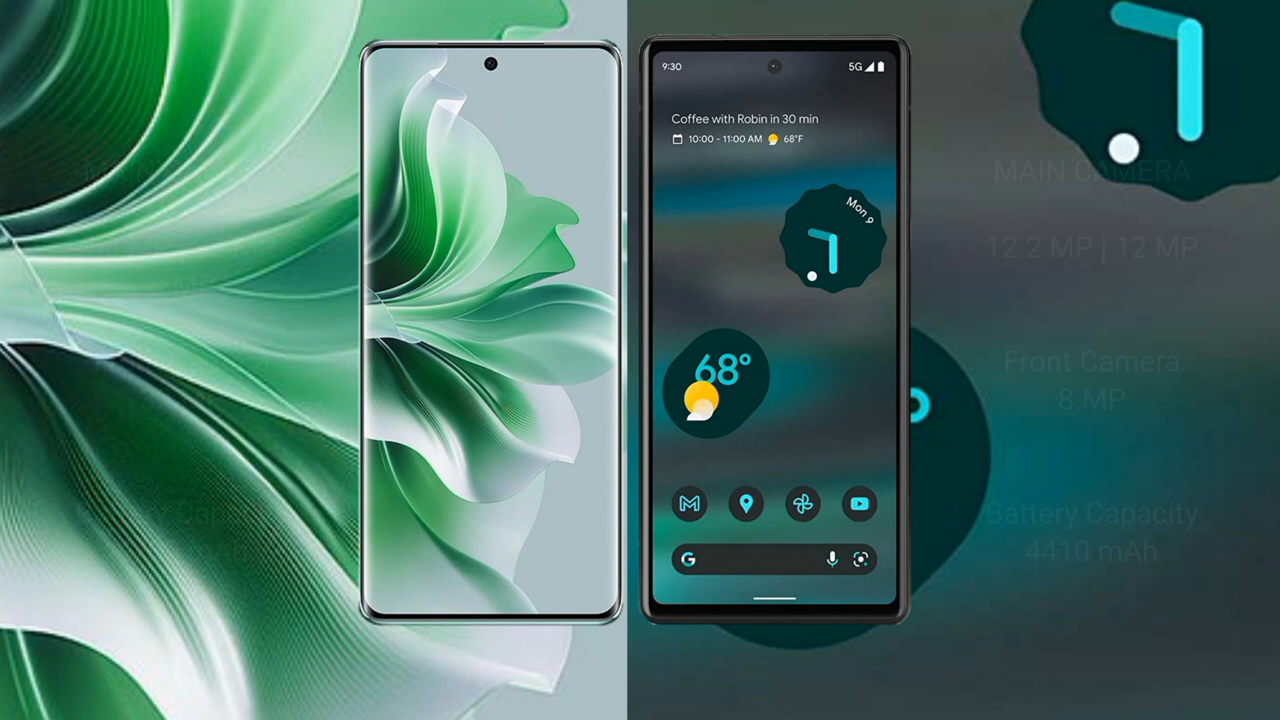 9:30
5G
Coffee with Robin in 30 min
10:00 - 11:00 AM 68°F
Mon 9
68°
G
MAIN CAMERA
12.2 MP | 12 MP
Front Camera
8.MP
Battery Capacity
4410 mAh